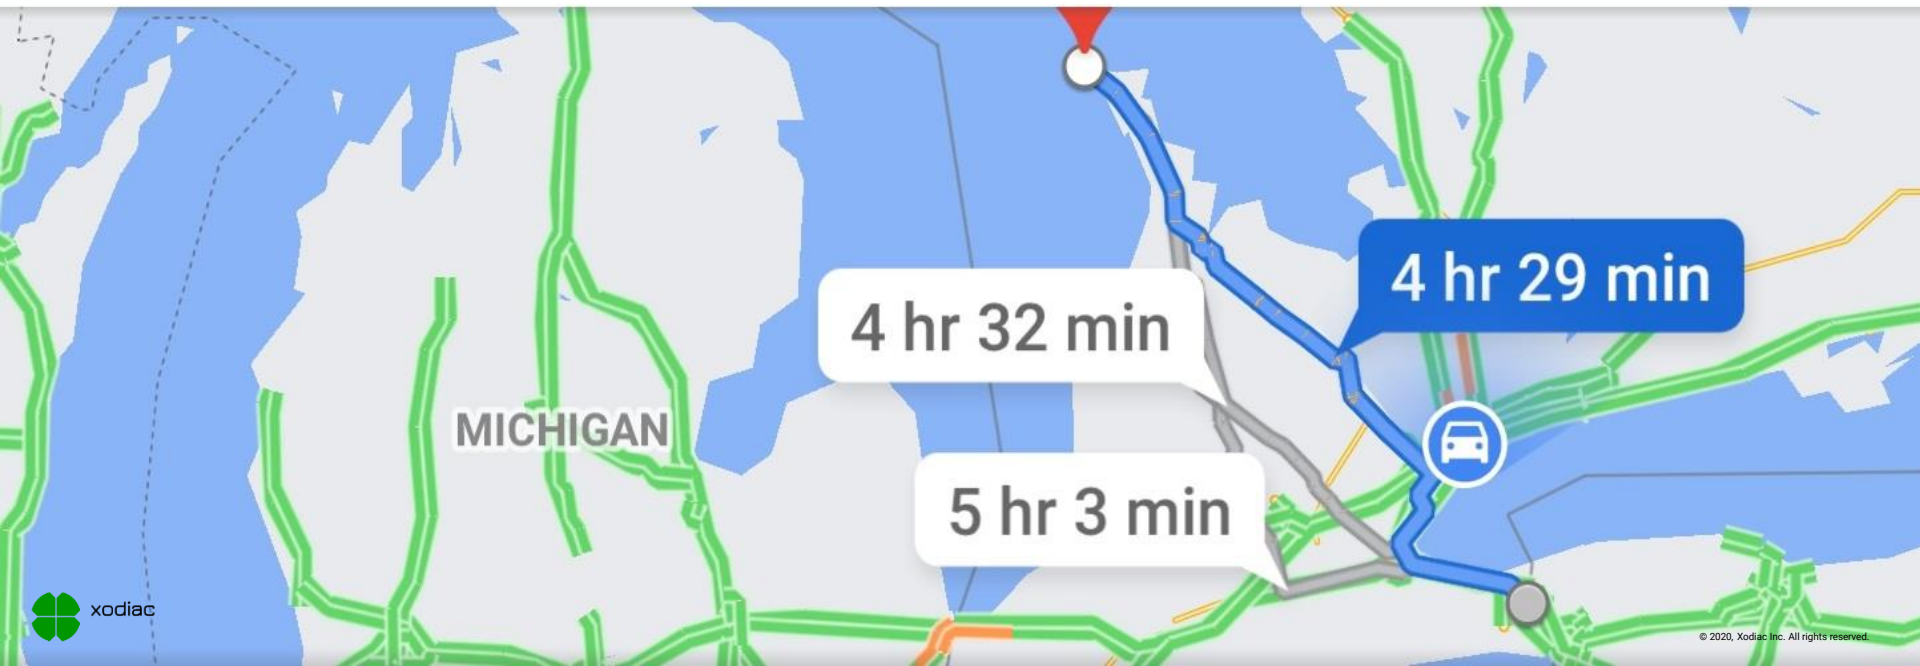 4 hr 29 min
4 hr 32 min
MICHIGAN
5 hr 3 min
xodiac
© 2020, Xodiac Inc. All rights reserved.